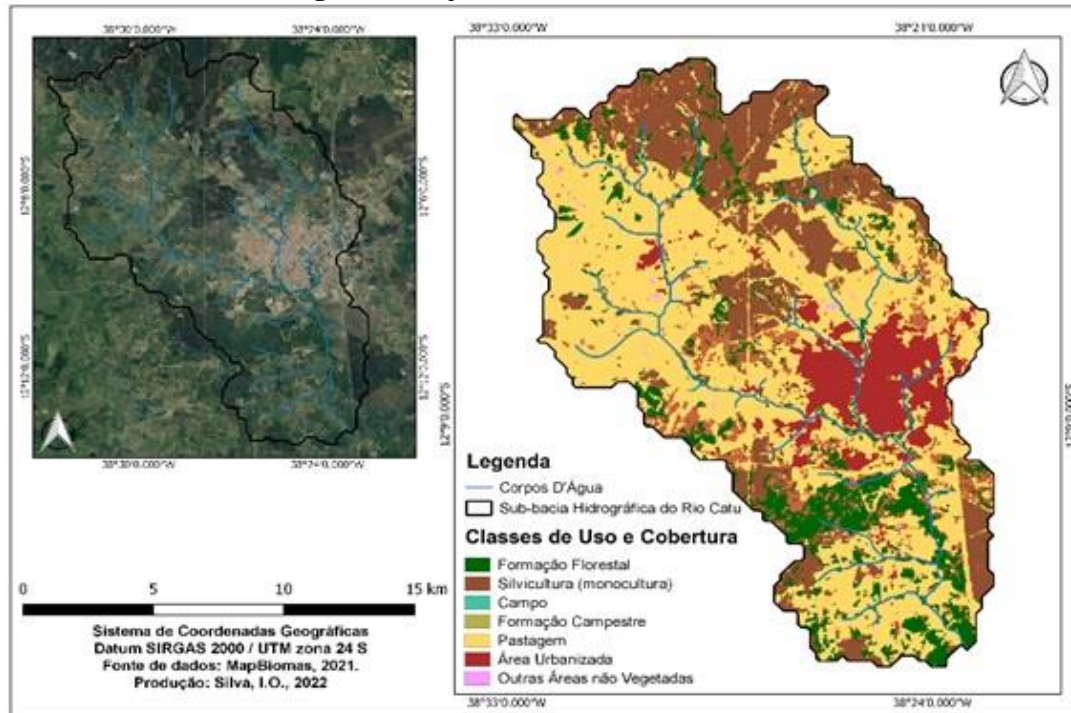 38°30'0.000"W
38°24'0.000"W
38°33'0.000"W
38°21'0.000"W
12°6'0.000"S
12°12'0.000"S
12°9'0.000"S
12°9'0.000"S
38°30'0.000"W
38°24'0.000"W
Legenda
Corpos D'Água
Sub-bacia Hidrográfica do Rio Catu
Classes de Uso e Cobertura
Formação Florestal
Silvicultura (monocultura)
Campo
Formação Campestre
Pastagem
Área Urbanizada
Outras Áreas não Vegetadas
0 5 10 15 km
Sistema de Coordenadas Geográficas
Datum SIRGAS 2000 / UTM zona 24 S
Fonte de dados: MapBiomas, 2021.
Produção: Silva, I.O., 2022
38°33'0.000"W
38°24'0.000"W